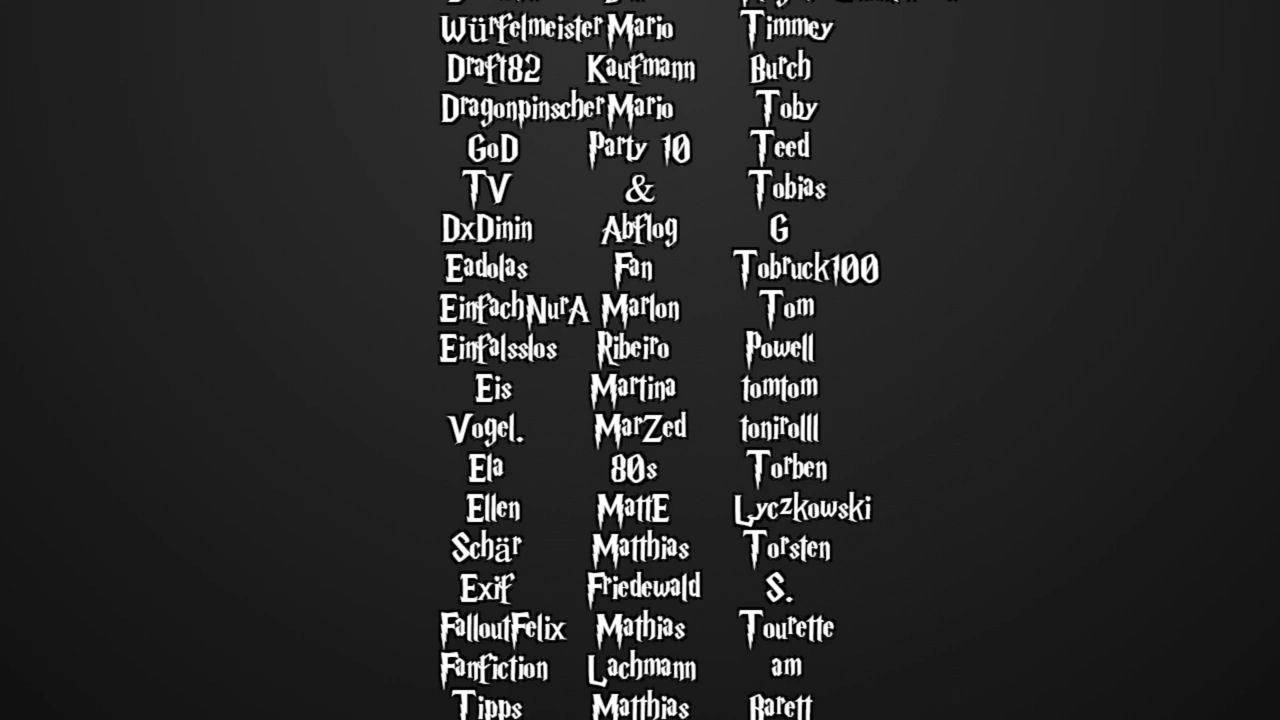 Würfelmeister Mario Timmey
Draft82 Kaufmann Burch
Dragonpinscher Mario Toby
GoD Party 10 Teed
TV & Tobias
DxDinin Abflog G
Eadolas Fan Tobruck100
EinfachNurA Marlon Tom
Einfalsslos Ribeiro Powell
Eis Martina tomtom
Vogel. MarZed tonirolll
Ela 80s Torben
Ellen MattE Lyczkowski
Schär Matthias Torsten
Exif Friedewald S.
FalloutFelix Mathias Tourette
Fanfiction Lachmann am
Tipps Matthias Barett